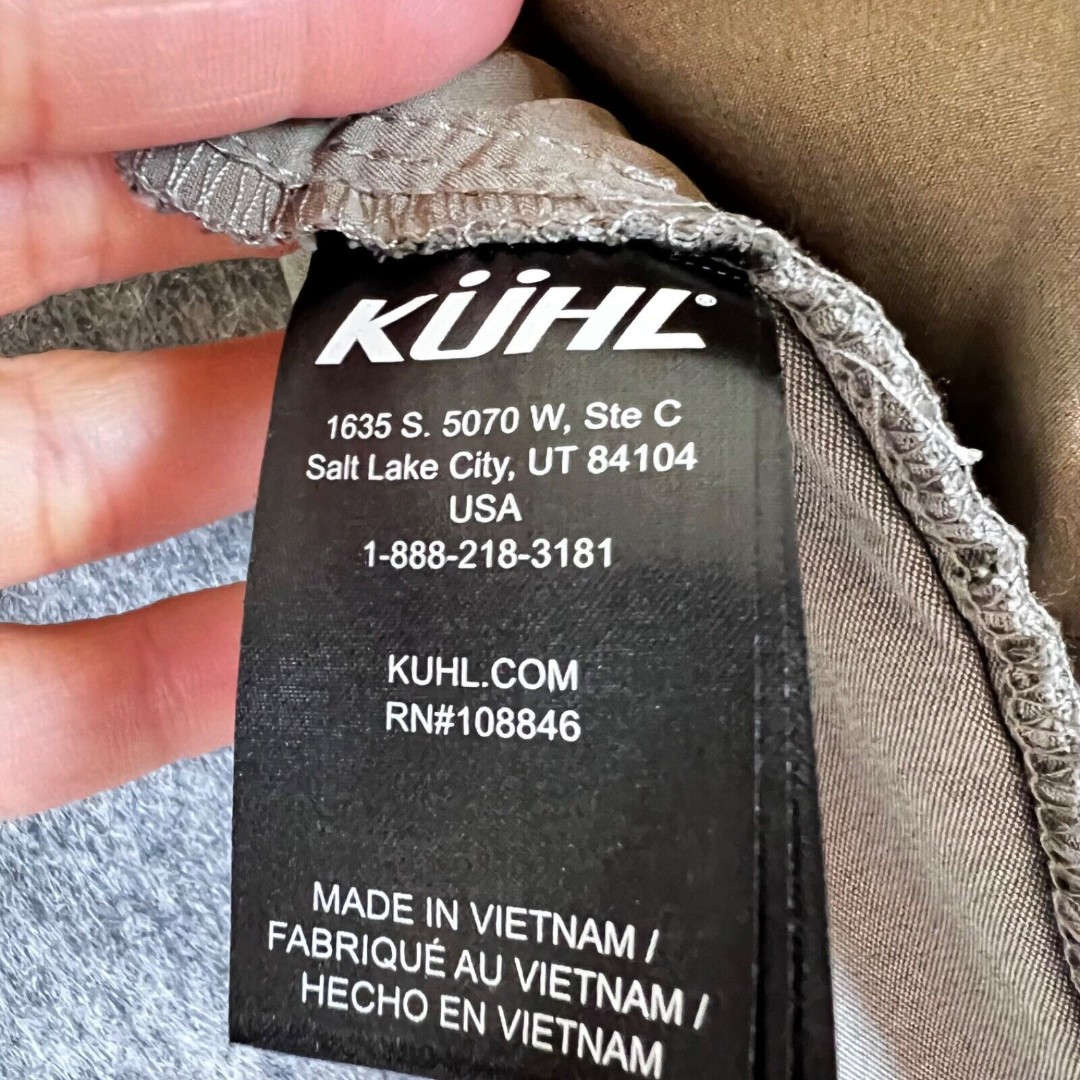 KÜHL®
1635 S. 5070 W, Ste C
Salt Lake City, UT 84104
USA
1-888-218-3181
KUHL.COM
RN#108846
MADE IN VIETNAM /
FABRIQUÉ AU VIETNAM /
HECHO EN VIETNAM